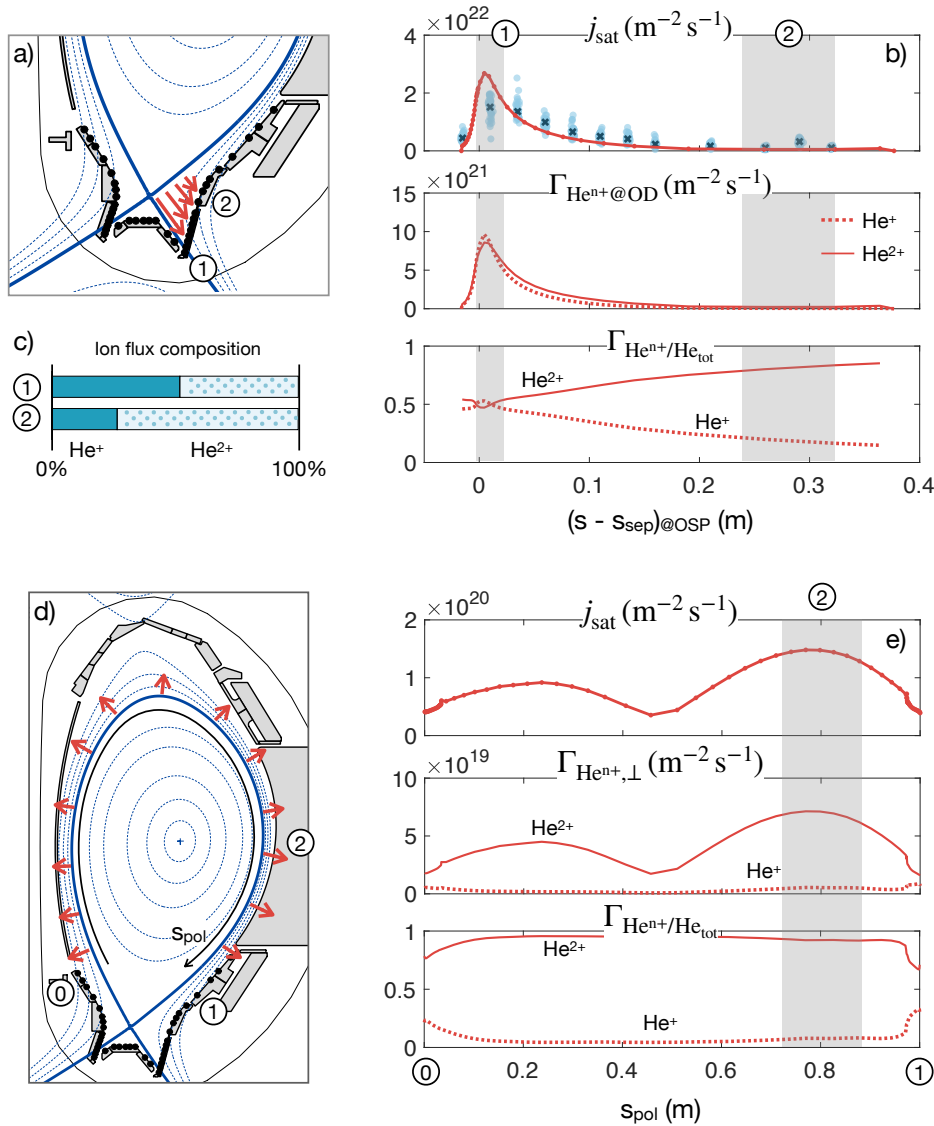 a)
1
2
b)
×10²²
j_sat (m⁻² s⁻¹)
1
2
4
2
0
×10²¹
Γ_Heⁿ⁺@OD (m⁻² s⁻¹)
15
10
5
0
He⁺
He²⁺
Γ_Heⁿ⁺/He_tot
1
0.5
0
He²⁺
He⁺
0 0.1 0.2 0.3 0.4
(s - s_sep)@OSP (m)
c)
Ion flux composition
1
2
He⁺ He²⁺
0% 100%
d)
2
s_pol
0
1
e)
×10²⁰
j_sat (m⁻² s⁻¹)
2
2
1
0
×10¹⁹
Γ_Heⁿ⁺,⊥ (m⁻² s⁻¹)
10
5
0
He²⁺
He⁺
Γ_Heⁿ⁺/He_tot
1
0.5
0
He²⁺
He⁺
0 0.2 0.4 0.6 0.8 1
s_pol (m)